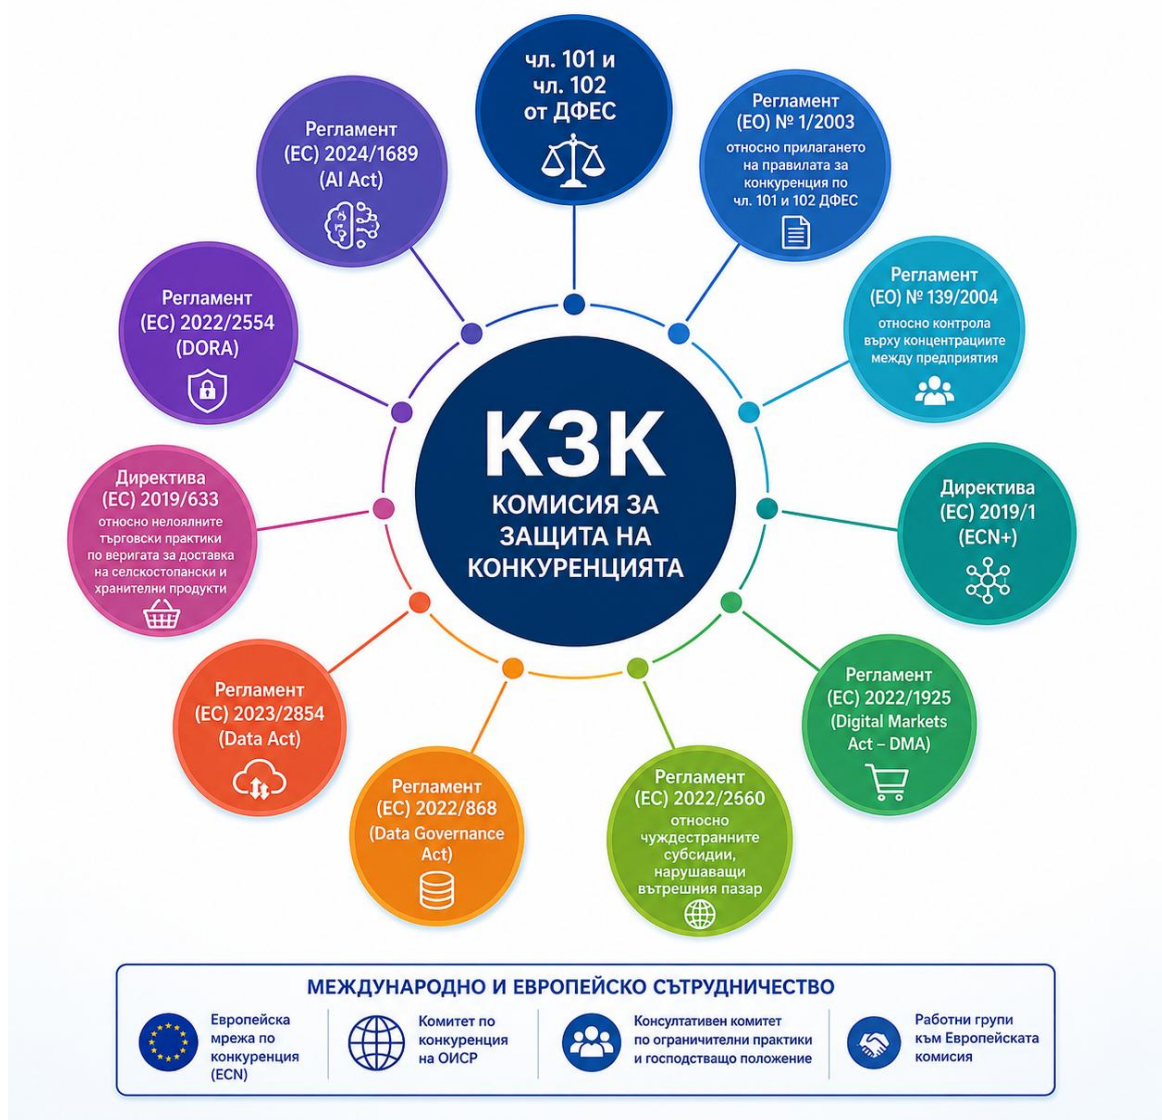 чл. 101 и
чл. 102
от ДФЕС
Регламент
(ЕО) № 1/2003
относно прилагането
на правилата за
конкуренция по
чл. 101 и 102 ДФЕС
Регламент
(ЕО) № 139/2004
относно контрола
върху концентрациите
между предприятия
Директива
(ЕС) 2019/1
(ECN+)
Регламент
(ЕС) 2022/1925
(Digital Markets
Act – DMA)
Регламент
(ЕС) 2022/2560
относно
чуждестранните
субсидии,
нарушаващи
вътрешния пазар
Регламент
(ЕС) 2022/868
(Data Governance
Act)
Регламент
(ЕС) 2023/2854
(Data Act)
Директива
(ЕС) 2019/633
относно нелоялните
търговски практики
по веригата за доставка
на селскостопански и
хранителни продукти
Регламент
(ЕС) 2022/2554
(DORA)
Регламент
(ЕС) 2024/1689
(AI Act)
КЗК
КОМИСИЯ ЗА
ЗАЩИТА НА
КОНКУРЕНЦИЯТА
МЕЖДУНАРОДНО И ЕВРОПЕЙСКО СЪТРУДНИЧЕСТВО
Европейска
мрежа по
конкуренция
(ECN)
Комитет по
конкуренция
на ОИСР
Консултативен комитет
по ограничителни практики
и господстващо положение
Работни групи
към Европейската
комисия